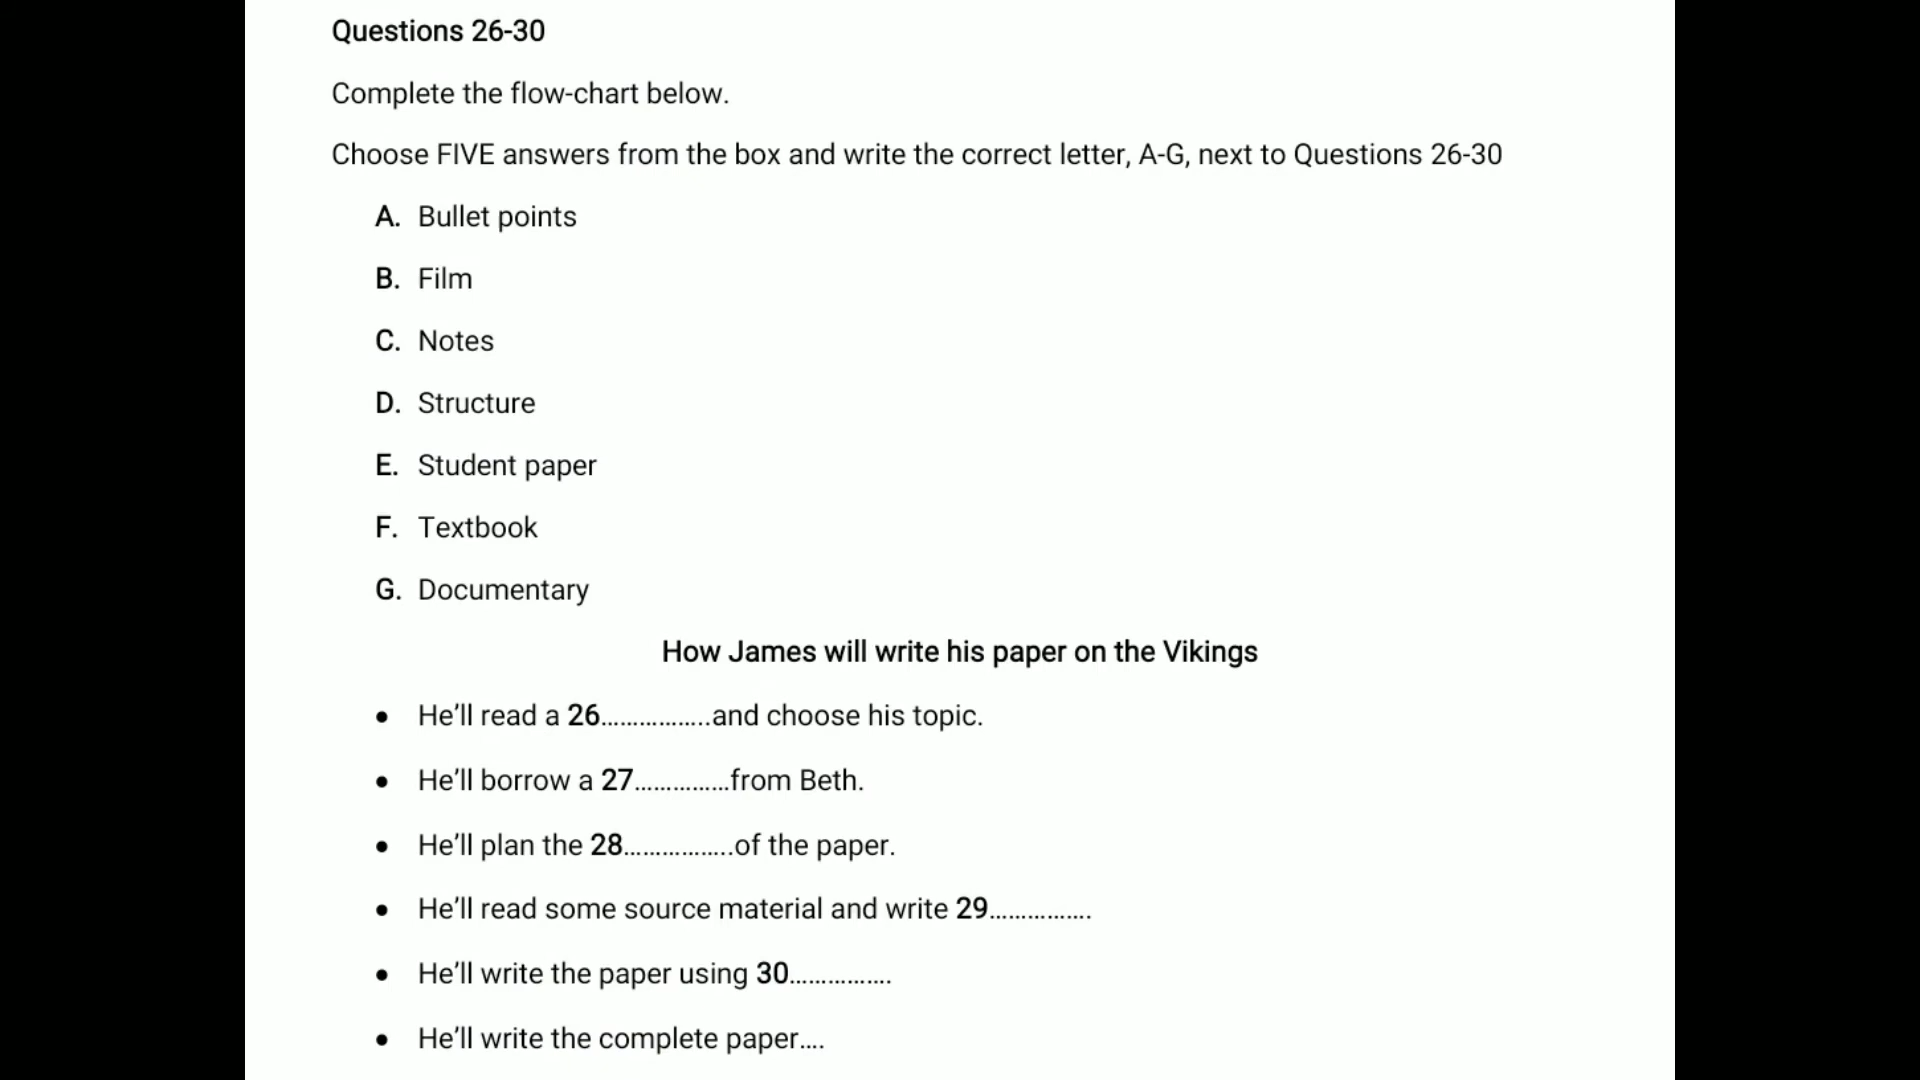 Questions 26-30
Complete the flow-chart below.
Choose FIVE answers from the box and write the correct letter, A-G, next to Questions 26-30
A. Bullet points
B. Film
C. Notes
D. Structure
E. Student paper
F. Textbook
G. Documentary
How James will write his paper on the Vikings
• He’ll read a 26……………..and choose his topic.
• He’ll borrow a 27……………from Beth.
• He’ll plan the 28……………..of the paper.
• He’ll read some source material and write 29…………….
• He’ll write the paper using 30…………….
• He’ll write the complete paper….